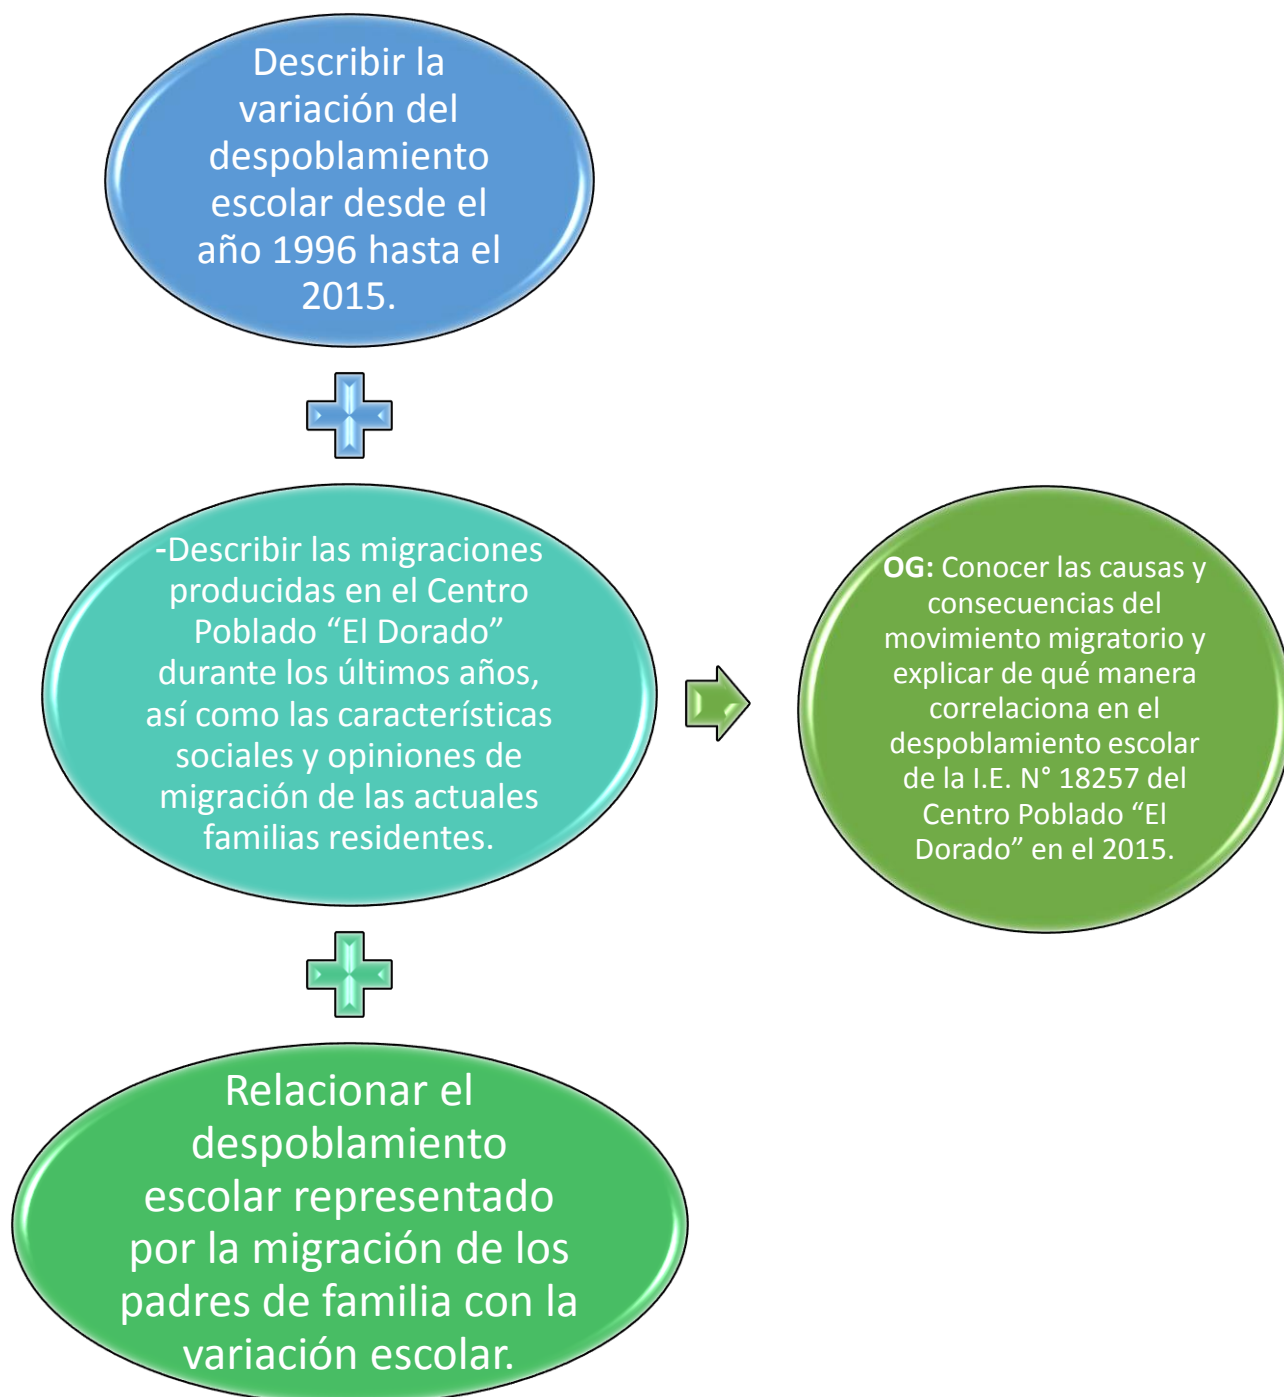 Describir la
variación del
despoblamiento
escolar desde el
año 1996 hasta el
2015.
-Describir las migraciones
producidas en el Centro
Poblado “El Dorado”
durante los últimos años,
así como las características
sociales y opiniones de
migración de las actuales
familias residentes.
Relacionar el
despoblamiento
escolar representado
por la migración de los
padres de familia con la
variación escolar.
OG: Conocer las causas y
consecuencias del
movimiento migratorio y
explicar de qué manera
correlaciona en el
despoblamiento escolar
de la I.E. N° 18257 del
Centro Poblado “El
Dorado” en el 2015.